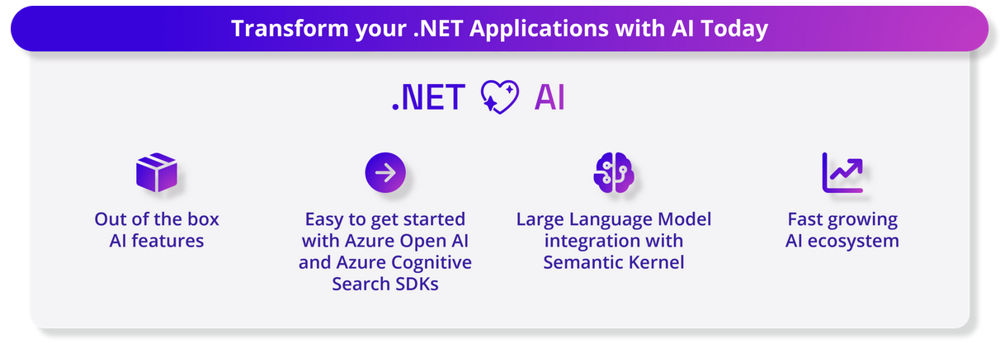 Transform your .NET Applications with AI Today
.NET AI
Out of the box
AI features
Easy to get started
with Azure Open AI
and Azure Cognitive
Search SDKs
Large Language Model
integration with
Semantic Kernel
Fast growing
AI ecosystem